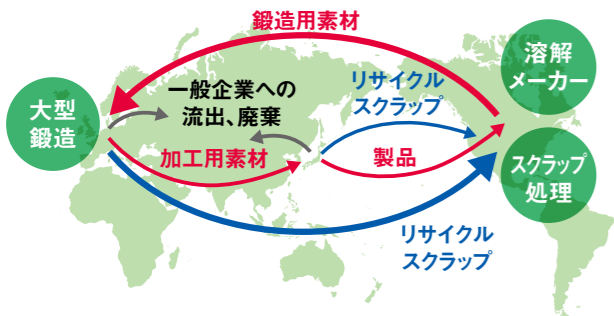 鍛造用素材
溶解
メーカー
一般企業への
流出、廃棄
リサイクル
スクラップ
大型
鍛造
加工用素材
製品
スクラップ
処理
リサイクル
スクラップ